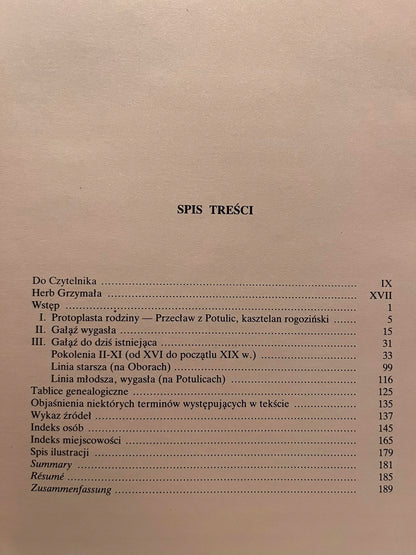 SPIS TREŚCI
Do Czytelnika IX
Herb Grzymała XVII
Wstęp 1
I. Protoplasta rodziny — Przecław z Potulic, kasztelan rogoziński 5
II. Gałąź wygasła 15
III. Gałąź do dziś istniejąca 31
Pokolenia II-XI (od XVI do początlu XIX w.) 33
Linia starsza (na Oborach) 99
Linia młodsza, wygasła (na Potulicach) 116
Tablice genealogiczne 125
Objaśnienia niektórych terminów występujących w tekście 135
Wykaz źródeł 137
Indeks osób 145
Indeks miejscowości 165
Spis ilustracji 179
Summary 181
Résumé 185
Zusammenfassung 189